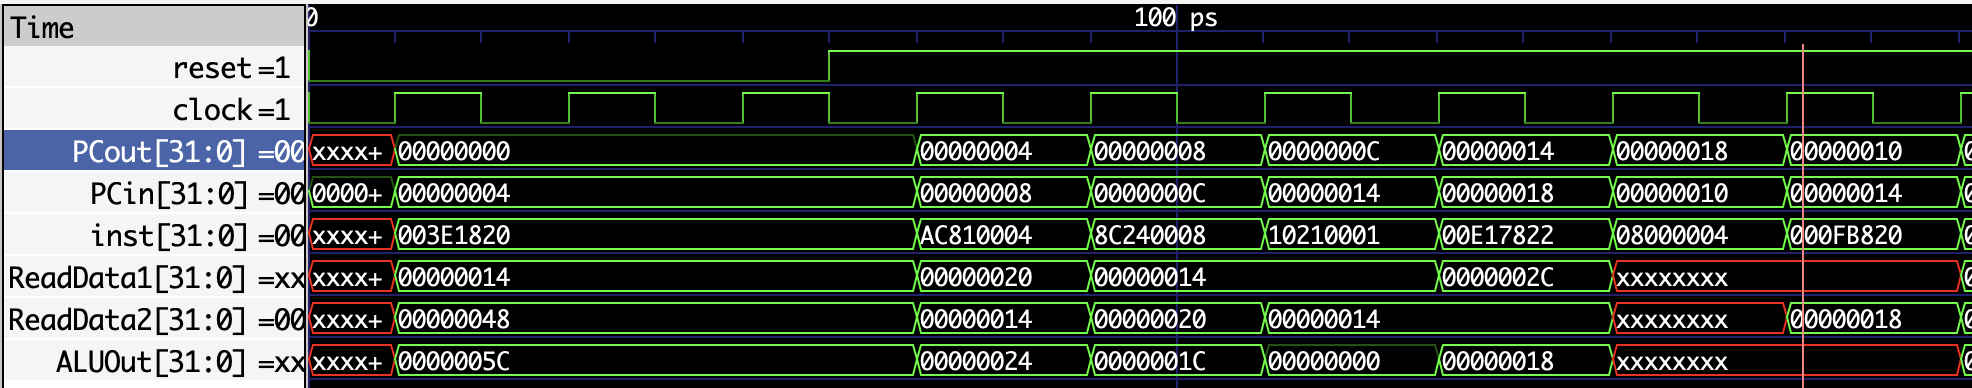 Time 0 100 ps
reset =1
clock =1
PCout[31:0] =00 xxxx+ 00000000 00000004 00000008 0000000C 00000014 00000018 00000010
PCin[31:0] =00 0000+ 00000004 00000008 0000000C 00000014 00000018 00000010 00000014
inst[31:0] =00 xxxx+ 003E1820 AC810004 8C240008 10210001 00E17822 08000004 000FB820
ReadData1[31:0] =xx xxxx+ 00000014 00000020 00000014 0000002C xxxxxxxx
ReadData2[31:0] =00 xxxx+ 00000048 00000014 00000020 00000014 xxxxxxxx 00000018
ALUOut[31:0] =xx xxxx+ 0000005C 00000024 0000001C 00000000 00000018 xxxxxxxx